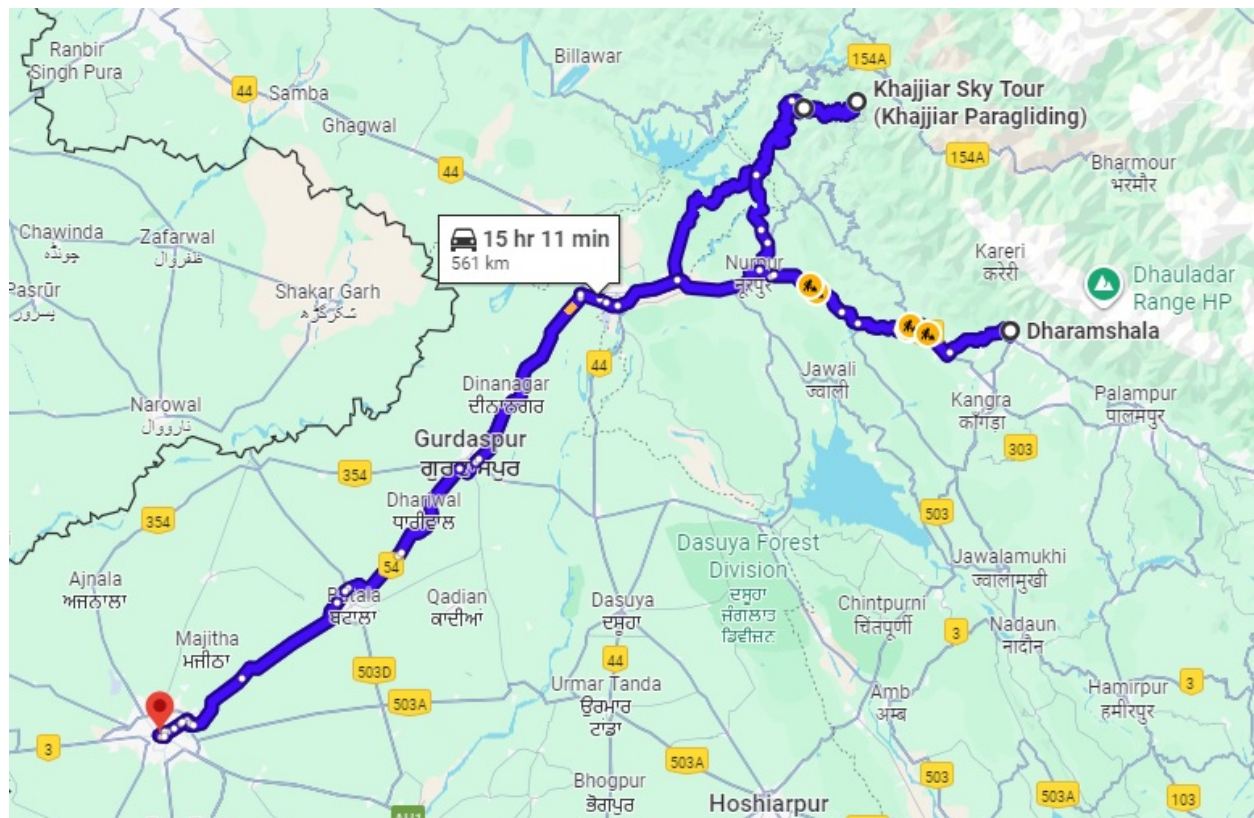 Ranbir
Singh Pura
44
Samba
Billawar
154A
Khajjiar Sky Tour
(Khajjiar Paragliding)
Ghagwal
44
154A
Bharmour
भरमौर
Chawinda
چونڈہ
Zafarwal
ظفروال
15 hr 11 min
561 km
Kareri
करेरी
Nurpur
नूरपुर
Dhauladar
Range HP
Pasrūr
پسرور
Shakar Garh
شکرگڑھ
Dharamshala
44
Jawali
ज्वाली
Dinanagar
ਦੀਨਾਨਗਰ
Kangra
काँगड़ा
Palampur
पालमपुर
Narowal
نارووال
Gurdaspur
ਗੁਰਦਾਸਪੁਰ
303
354
Dhariwal
ਧਾਰੀਵਾਲ
354
503
Dasuya Forest
Division
ਦਸੂਹਾ
ਜੰਗਲਾਤ
ਡਿਵੀਜ਼ਨ
Jawalamukhi
ज्वालामुखी
54
Ajnala
ਅਜਨਾਲਾ
Batala
ਬਟਾਲਾ
Qadian
ਕਾਦੀਆਂ
Dasuya
ਦਸੂਹਾ
Chintpurni
चिंतपूर्णी
3
Nadaun
नादौन
Majitha
ਮਜੀਠਾ
44
503D
Urmar Tanda
ਉਰਮਾਰ
ਟਾਂਡਾ
503A
Amb
अम्ब
Hamirpur
हमीरपुर
3
3
503A
503
Bhogpur
ਭੋਗਪੁਰ
Hoshiarpur
503A
103